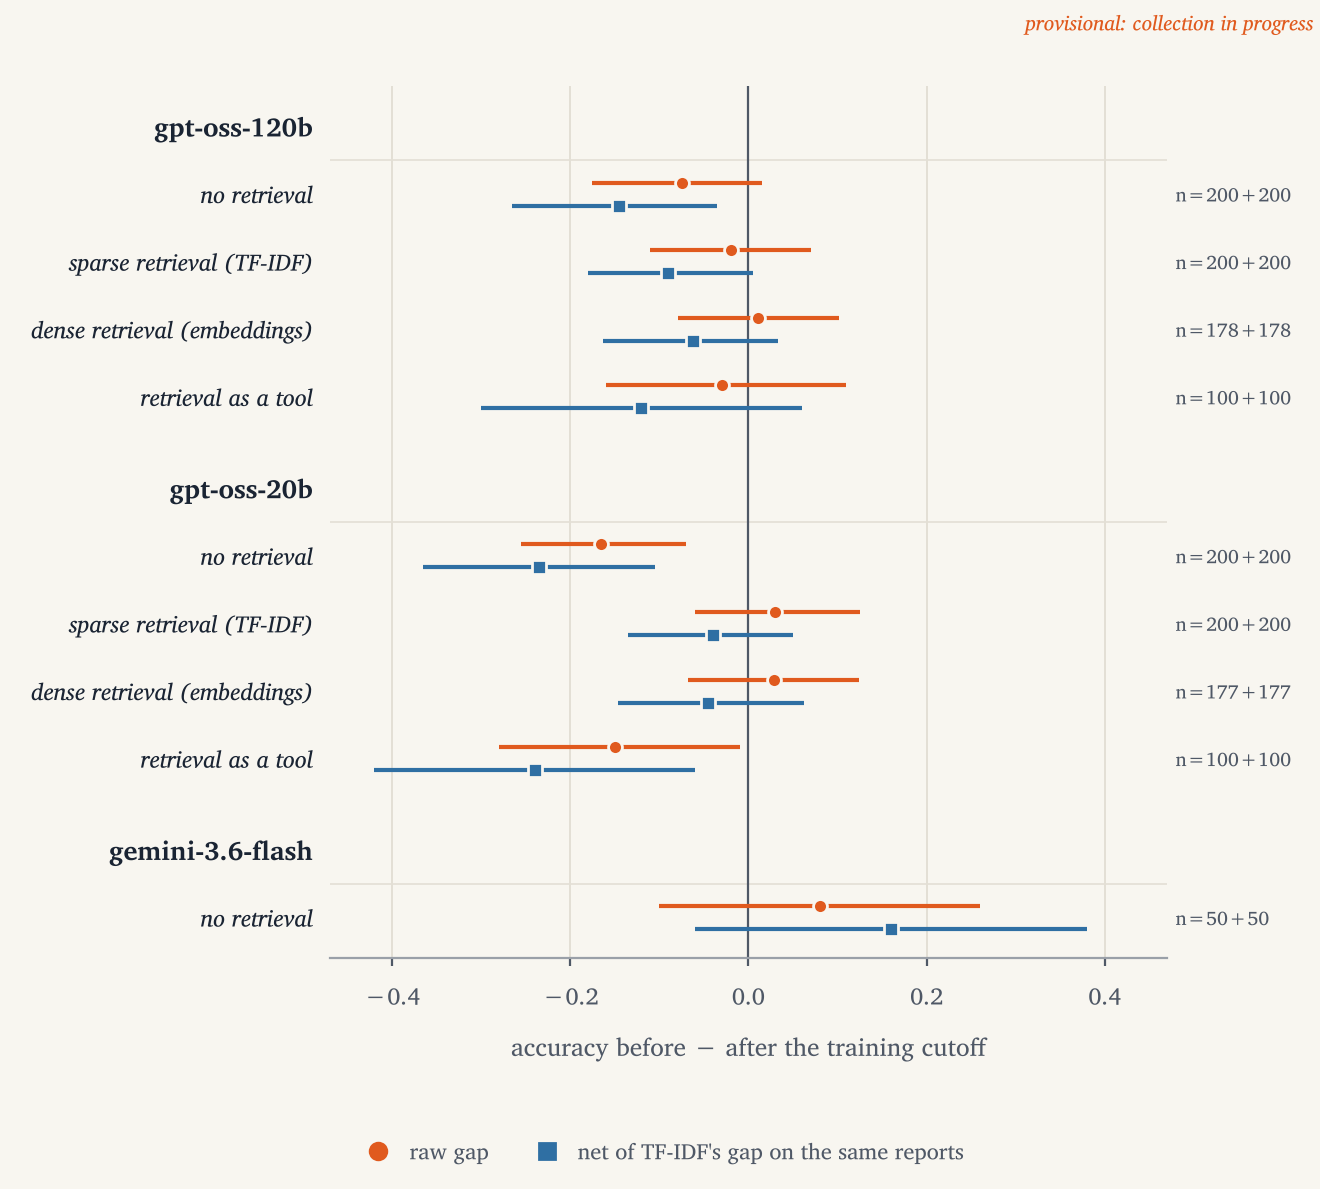 provisional: collection in progress
gpt-oss-120b
no retrieval n=200+200
sparse retrieval (TF-IDF) n=200+200
dense retrieval (embeddings) n=178+178
retrieval as a tool n=100+100
gpt-oss-20b
no retrieval n=200+200
sparse retrieval (TF-IDF) n=200+200
dense retrieval (embeddings) n=177+177
retrieval as a tool n=100+100
gemini-3.6-flash
no retrieval n=50+50
−0.4 −0.2 0.0 0.2 0.4
accuracy before − after the training cutoff
raw gap net of TF-IDF's gap on the same reports